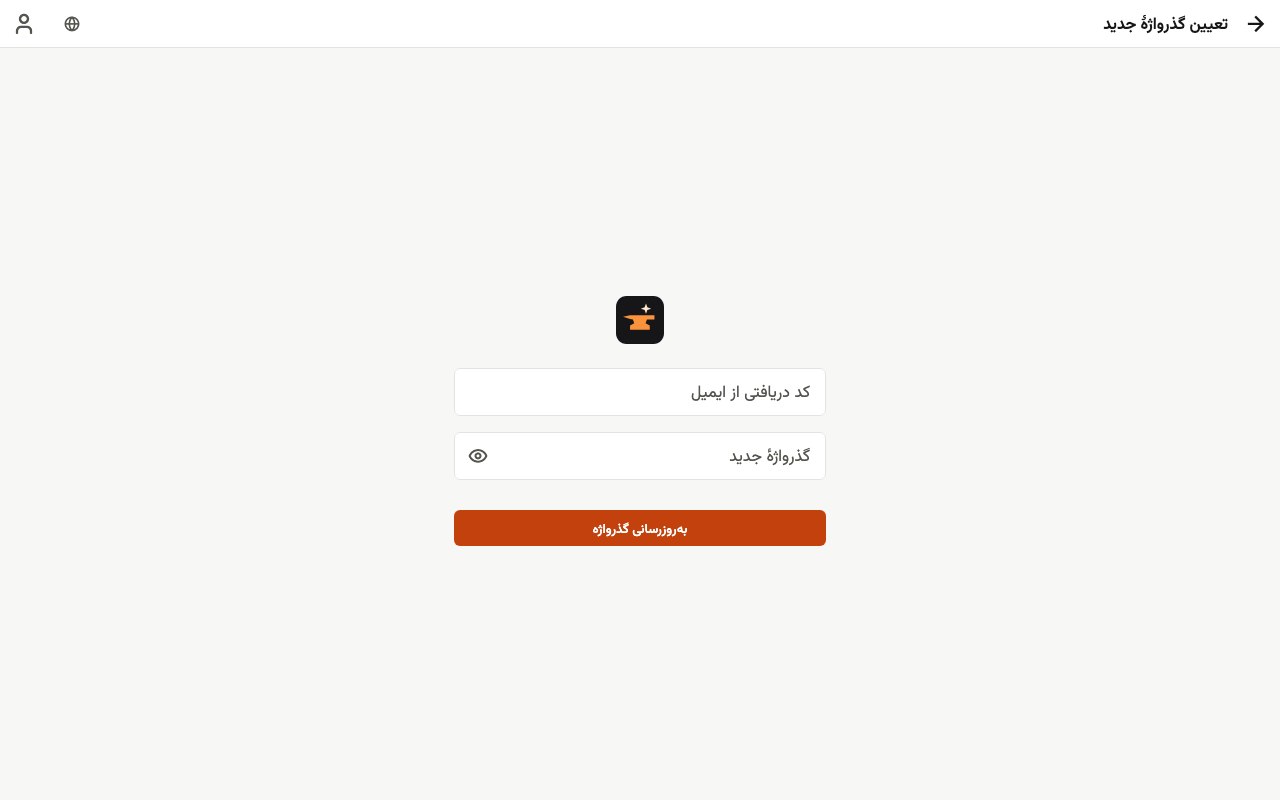 تعیین گذرواژهٔ جدید
کد دریافتی از ایمیل
گذرواژهٔ جدید
به‌روزرسانی گذرواژه